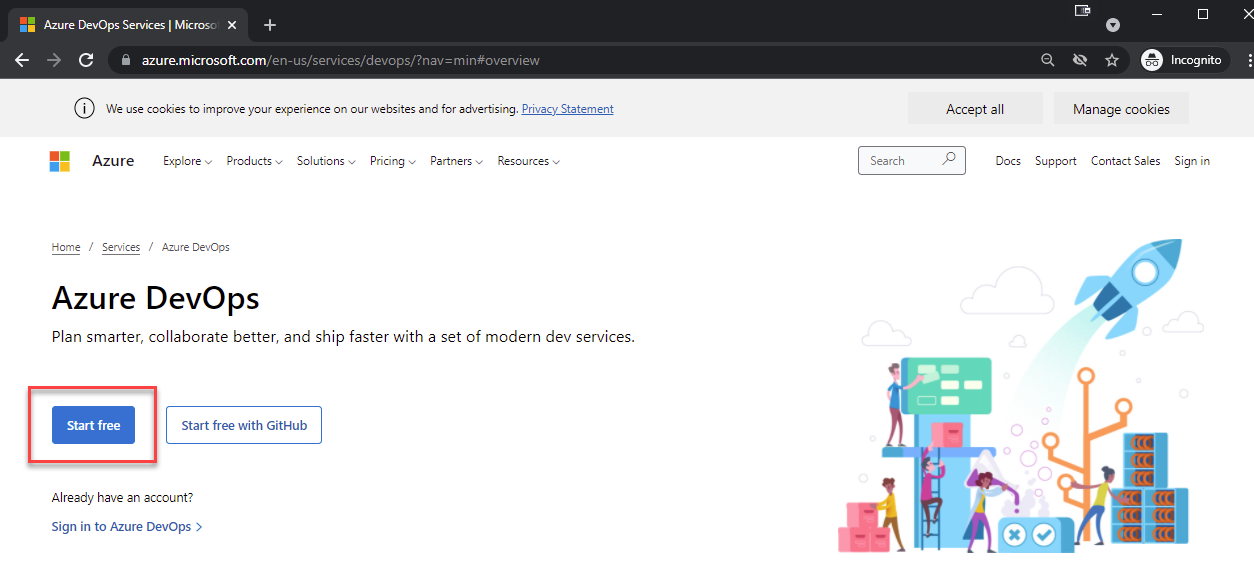 Azure DevOps Services | Microso
azure.microsoft.com/en-us/services/devops/?nav=min#overview
Incognito
We use cookies to improve your experience on our websites and for advertising. Privacy Statement
Accept all
Manage cookies
Azure
Explore
Products
Solutions
Pricing
Partners
Resources
Search
Docs
Support
Contact Sales
Sign in
Home / Services / Azure DevOps
Azure DevOps
Plan smarter, collaborate better, and ship faster with a set of modern dev services.
Start free
Start free with GitHub
Already have an account?
Sign in to Azure DevOps >